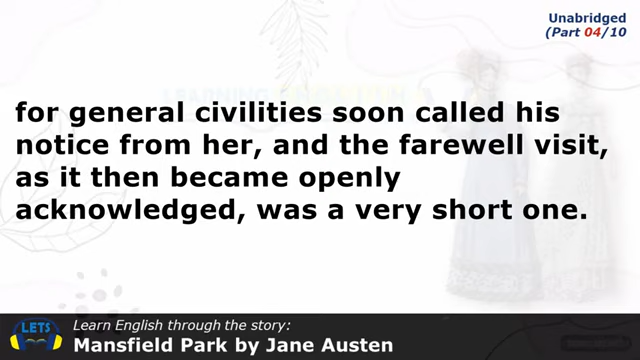 Unabridged
(Part 04/10
for general civilities soon called his
notice from her, and the farewell visit,
as it then became openly
acknowledged, was a very short one.
LETS
Learn English through the story:
Mansfield Park by Jane Austen